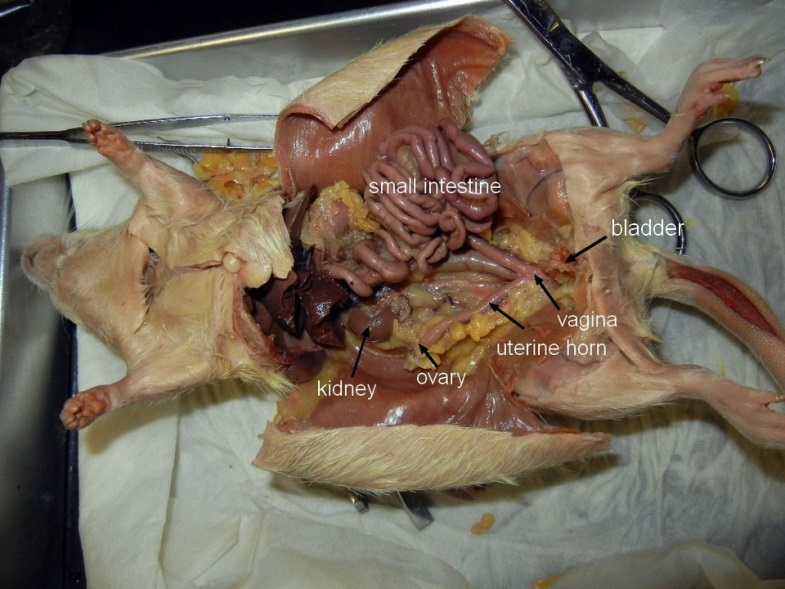 small intestine
bladder
vagina
uterine horn
ovary
kidney